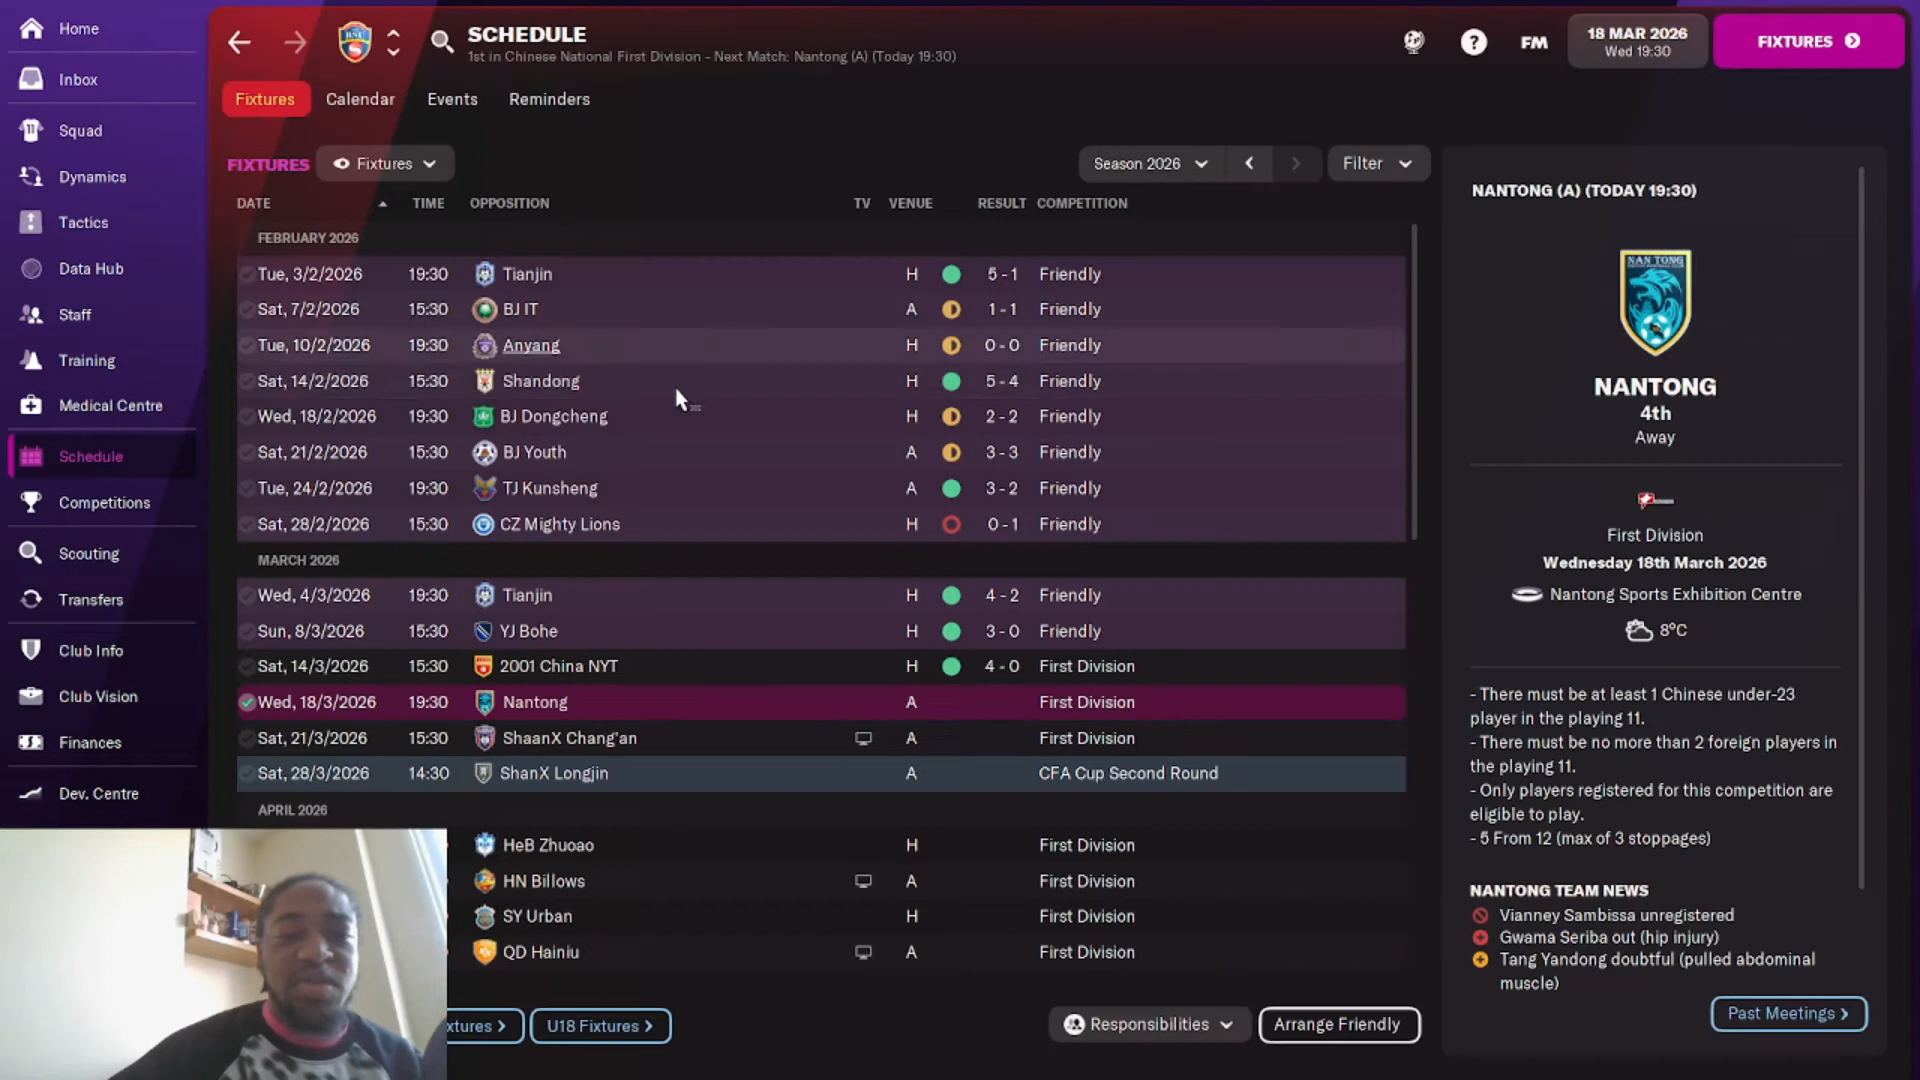 Home
Inbox
Squad
Dynamics
Tactics
Data Hub
Staff
Training
Medical Centre
Schedule
Competitions
Scouting
Transfers
Club Info
Club Vision
Finances
Dev. Centre
SCHEDULE
1st in Chinese National First Division - Next Match: Nantong (A) (Today 19:30)
FM
18 MAR 2026
Wed 19:30
FIXTURES
Fixtures Calendar Events Reminders
FIXTURES Fixtures Season 2026 Filter
DATE TIME OPPOSITION TV VENUE RESULT COMPETITION
FEBRUARY 2026
Tue, 3/2/2026 19:30 Tianjin H 5 - 1 Friendly
Sat, 7/2/2026 15:30 BJ IT A 1 - 1 Friendly
Tue, 10/2/2026 19:30 Anyang H 0 - 0 Friendly
Sat, 14/2/2026 15:30 Shandong H 5 - 4 Friendly
Wed, 18/2/2026 19:30 BJ Dongcheng H 2 - 2 Friendly
Sat, 21/2/2026 15:30 BJ Youth A 3 - 3 Friendly
Tue, 24/2/2026 19:30 TJ Kunsheng A 3 - 2 Friendly
Sat, 28/2/2026 15:30 CZ Mighty Lions H 0 - 1 Friendly
MARCH 2026
Wed, 4/3/2026 19:30 Tianjin H 4 - 2 Friendly
Sun, 8/3/2026 15:30 YJ Bohe H 3 - 0 Friendly
Sat, 14/3/2026 15:30 2001 China NYT H 4 - 0 First Division
Wed, 18/3/2026 19:30 Nantong A First Division
Sat, 21/3/2026 15:30 ShaanX Chang'an A First Division
Sat, 28/3/2026 14:30 ShanX Longjin A CFA Cup Second Round
APRIL 2026
HeB Zhuoao H First Division
HN Billows A First Division
SY Urban H First Division
QD Hainiu A First Division
xtures U18 Fixtures Responsibilities Arrange Friendly
NANTONG (A) (TODAY 19:30)
NAN TONG
NANTONG
4th
Away
First Division
Wednesday 18th March 2026
Nantong Sports Exhibition Centre
8°C
- There must be at least 1 Chinese under-23
player in the playing 11.
- There must be no more than 2 foreign players in
the playing 11.
- Only players registered for this competition are
eligible to play.
- 5 From 12 (max of 3 stoppages)
NANTONG TEAM NEWS
Vianney Sambissa unregistered
Gwama Seriba out (hip injury)
Tang Yandong doubtful (pulled abdominal
muscle)
Past Meetings